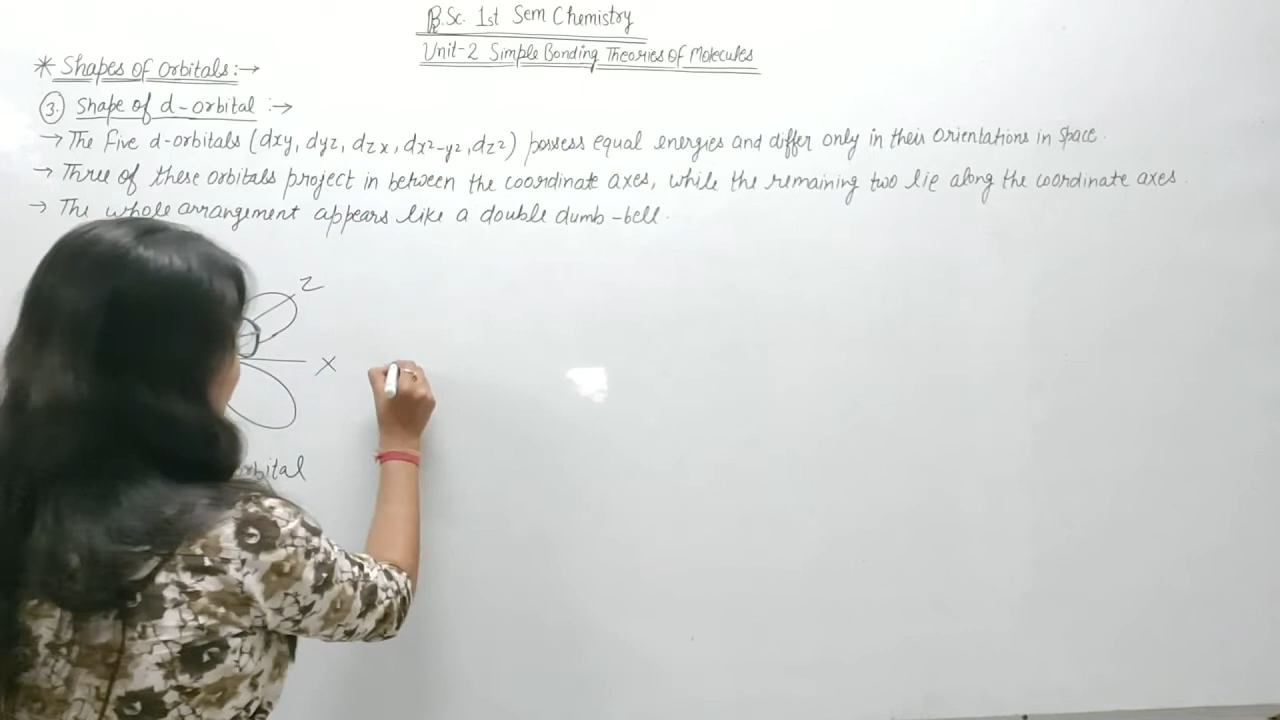 B.Sc. 1st Sem Chemistry
Unit-2 Simple Bonding Theories of Molecules
* Shapes of Orbitals:→
3. Shape of d-orbital :→
→ The five d-orbitals (dxy, dyz, dzx, dx²-y², dz²) possess equal energies and differ only in their orientations in space.
→ Three of these orbitals project in between the coordinate axes, while the remaining two lie along the coordinate axes.
→ The whole arrangement appears like a double dumb-bell.
Z
X